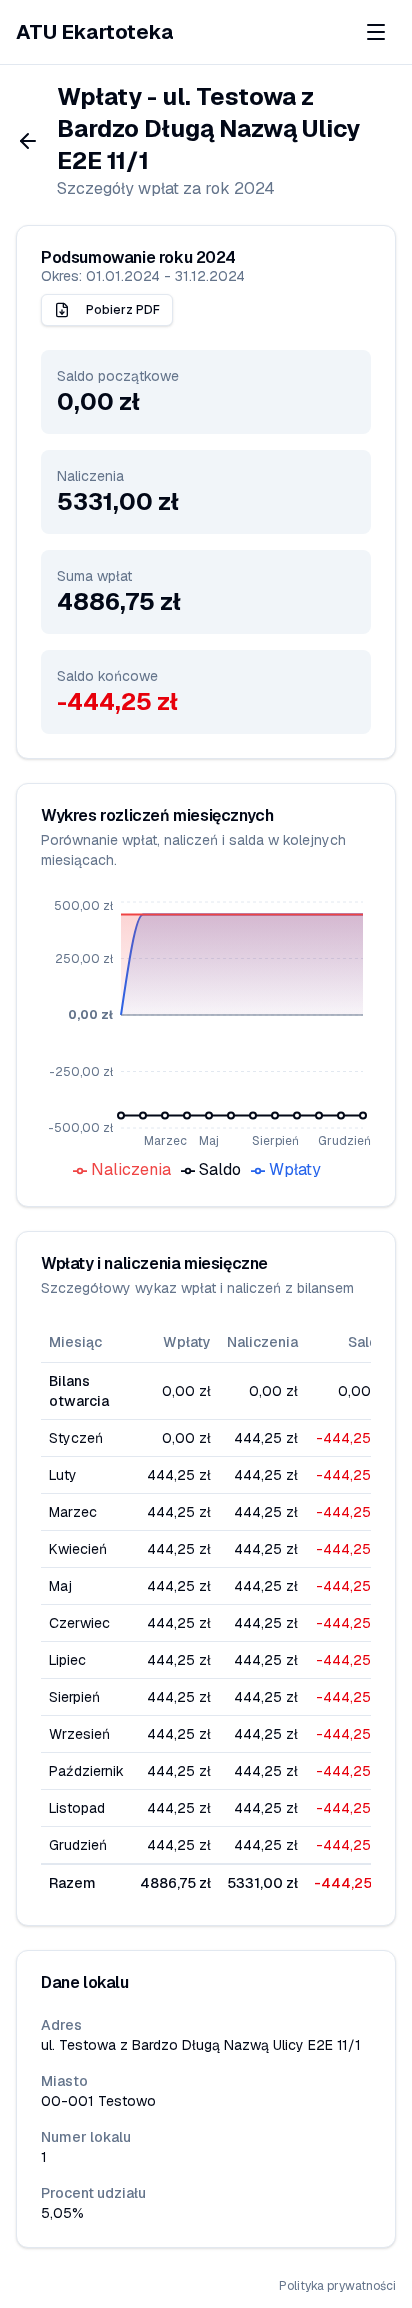 ATU Ekartoteka
Wpłaty - ul. Testowa z
Bardzo Długą Nazwą Ulicy
E2E 11/1
Szczegóły wpłat za rok 2024
Podsumowanie roku 2024
Okres: 01.01.2024 - 31.12.2024
Pobierz PDF
Saldo początkowe
0,00 zł
Naliczenia
5331,00 zł
Suma wpłat
4886,75 zł
Saldo końcowe
-444,25 zł
Wykres rozliczeń miesięcznych
Porównanie wpłat, naliczeń i salda w kolejnych
miesiącach.
500,00 zł
250,00 zł
0,00 zł
-250,00 zł
-500,00 zł
Marzec Maj Sierpień Grudzień
Naliczenia Saldo Wpłaty
Wpłaty i naliczenia miesięczne
Szczegółowy wykaz wpłat i naliczeń z bilansem
Miesiąc Wpłaty Naliczenia Sald
Bilans
otwarcia 0,00 zł 0,00 zł 0,00
Styczeń 0,00 zł 444,25 zł -444,25
Luty 444,25 zł 444,25 zł -444,25
Marzec 444,25 zł 444,25 zł -444,25
Kwiecień 444,25 zł 444,25 zł -444,25
Maj 444,25 zł 444,25 zł -444,25
Czerwiec 444,25 zł 444,25 zł -444,25
Lipiec 444,25 zł 444,25 zł -444,25
Sierpień 444,25 zł 444,25 zł -444,25
Wrzesień 444,25 zł 444,25 zł -444,25
Październik 444,25 zł 444,25 zł -444,25
Listopad 444,25 zł 444,25 zł -444,25
Grudzień 444,25 zł 444,25 zł -444,25
Razem 4886,75 zł 5331,00 zł -444,25
Dane lokalu
Adres
ul. Testowa z Bardzo Długą Nazwą Ulicy E2E 11/1
Miasto
00-001 Testowo
Numer lokalu
1
Procent udziału
5,05%
Polityka prywatności